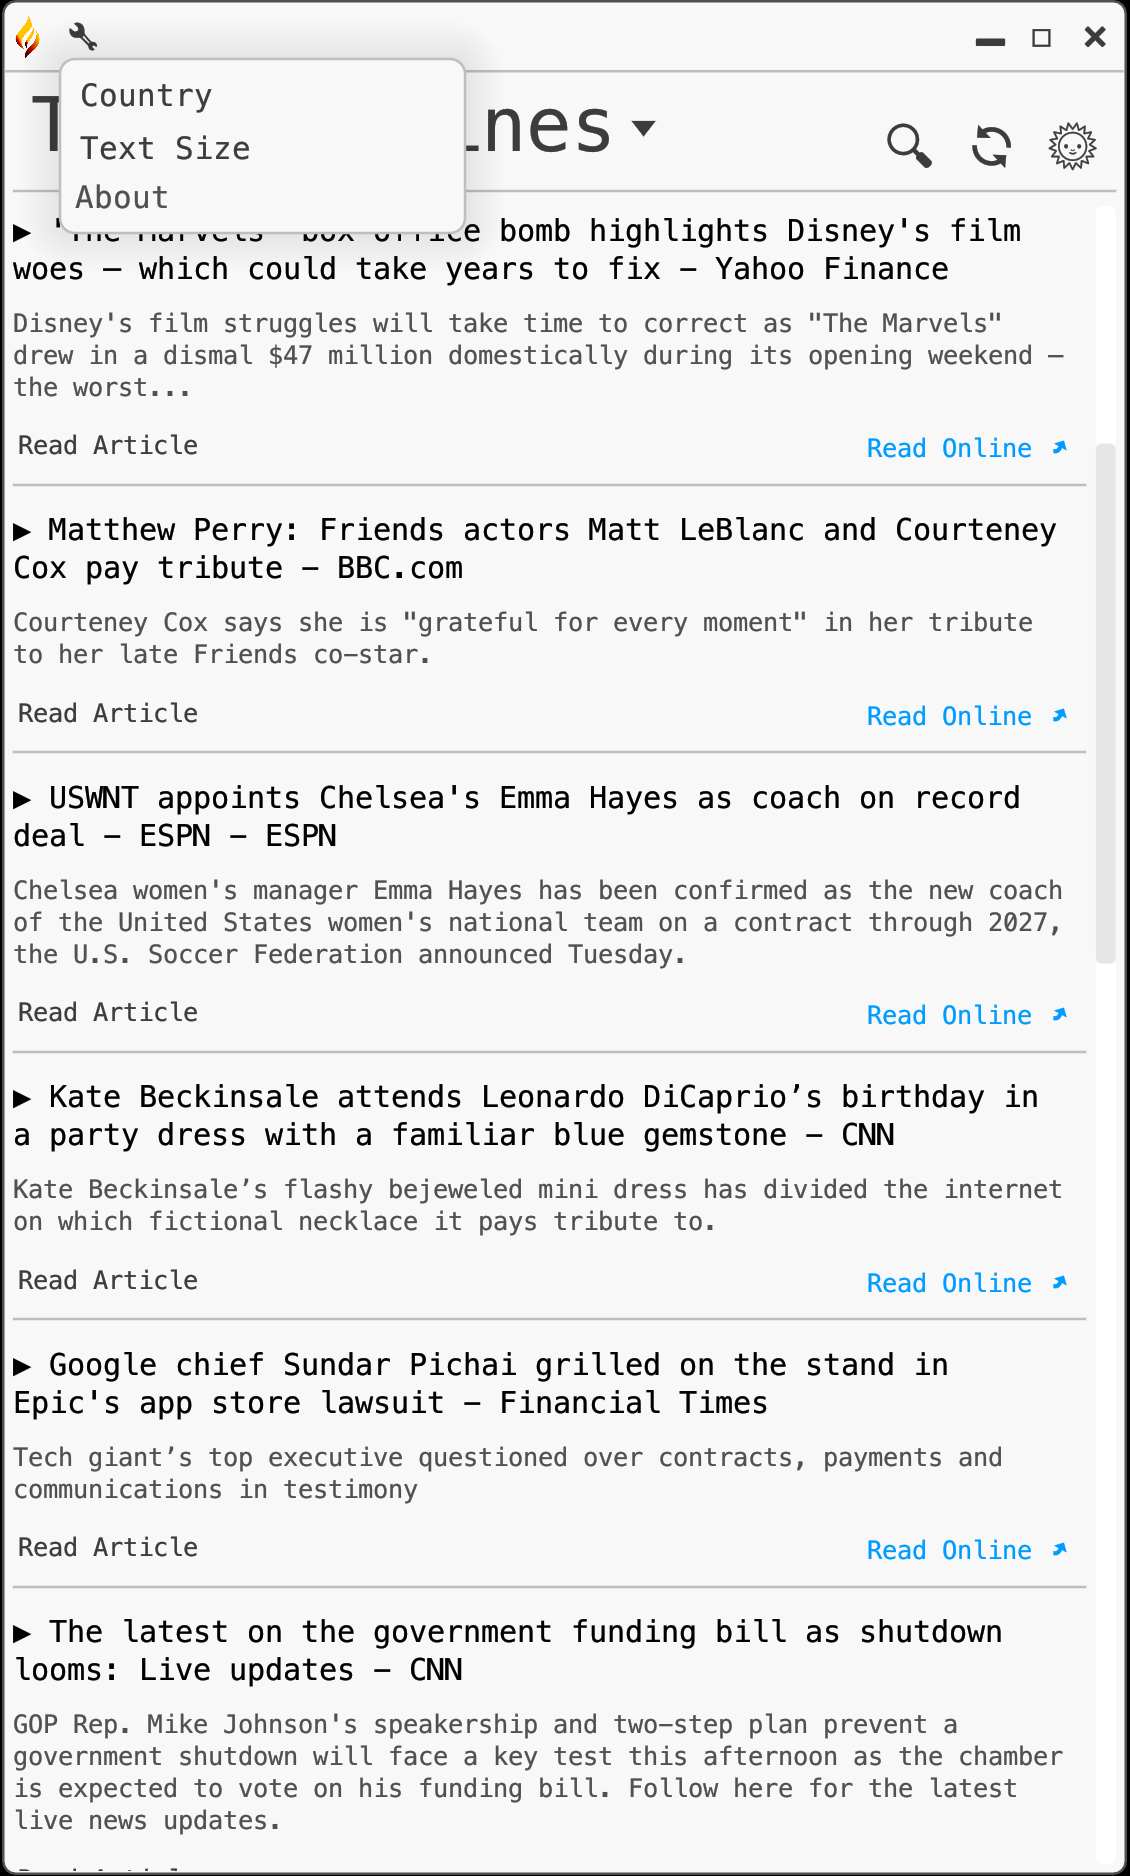 Country
Text Size
About
nes
▶ 'The Marvels' box office bomb highlights Disney's film
woes – which could take years to fix – Yahoo Finance
Disney's film struggles will take time to correct as "The Marvels"
drew in a dismal $47 million domestically during its opening weekend –
the worst...
Read Article
Read Online
▶ Matthew Perry: Friends actors Matt LeBlanc and Courteney
Cox pay tribute – BBC.com
Courteney Cox says she is "grateful for every moment" in her tribute
to her late Friends co-star.
Read Article
Read Online
▶ USWNT appoints Chelsea's Emma Hayes as coach on record
deal – ESPN – ESPN
Chelsea women's manager Emma Hayes has been confirmed as the new coach
of the United States women's national team on a contract through 2027,
the U.S. Soccer Federation announced Tuesday.
Read Article
Read Online
▶ Kate Beckinsale attends Leonardo DiCaprio’s birthday in
a party dress with a familiar blue gemstone – CNN
Kate Beckinsale’s flashy bejeweled mini dress has divided the internet
on which fictional necklace it pays tribute to.
Read Article
Read Online
▶ Google chief Sundar Pichai grilled on the stand in
Epic's app store lawsuit – Financial Times
Tech giant’s top executive questioned over contracts, payments and
communications in testimony
Read Article
Read Online
▶ The latest on the government funding bill as shutdown
looms: Live updates – CNN
GOP Rep. Mike Johnson's speakership and two-step plan prevent a
government shutdown will face a key test this afternoon as the chamber
is expected to vote on his funding bill. Follow here for the latest
live news updates.